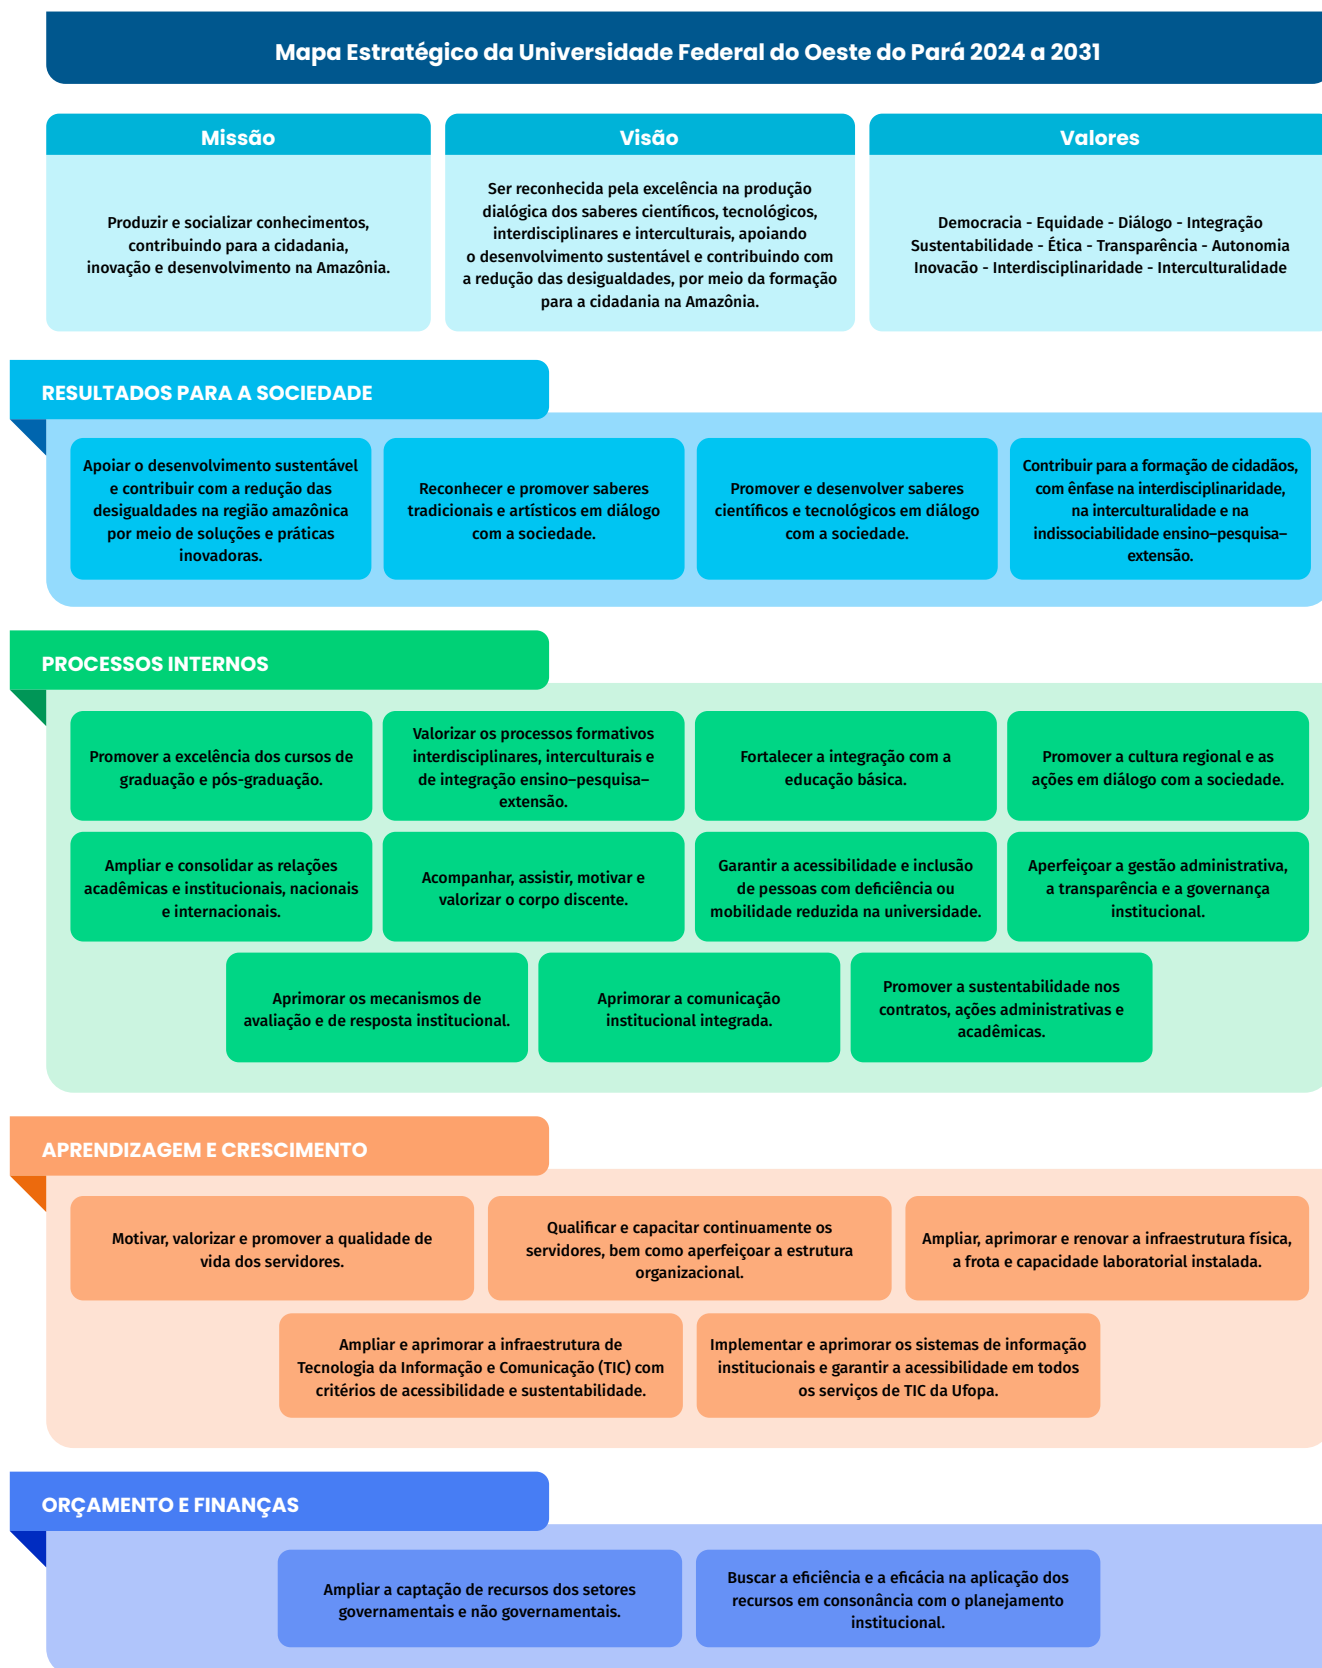 Mapa Estratégico da Universidade Federal do Oeste do Pará 2024 a 2031
Missão
Produzir e socializar conhecimentos,
contribuindo para a cidadania,
inovação e desenvolvimento na Amazônia.
Visão
Ser reconhecida pela excelência na produção
dialógica dos saberes científicos, tecnológicos,
interdisciplinares e interculturais, apoiando
o desenvolvimento sustentável e contribuindo com
a redução das desigualdades, por meio da formação
para a cidadania na Amazônia.
Valores
Democracia - Equidade - Diálogo - Integração
Sustentabilidade - Ética - Transparência - Autonomia
Inovacão - Interdisciplinaridade - Interculturalidade
RESULTADOS PARA A SOCIEDADE
Apoiar o desenvolvimento sustentável
e contribuir com a redução das
desigualdades na região amazônica
por meio de soluções e práticas
inovadoras.
Reconhecer e promover saberes
tradicionais e artísticos em diálogo
com a sociedade.
Promover e desenvolver saberes
científicos e tecnológicos em diálogo
com a sociedade.
Contribuir para a formação de cidadãos,
com ênfase na interdisciplinaridade,
na interculturalidade e na
indissociabilidade ensino–pesquisa–
extensão.
PROCESSOS INTERNOS
Promover a excelência dos cursos de
graduação e pós-graduação.
Valorizar os processos formativos
interdisciplinares, interculturais e
de integração ensino–pesquisa–
extensão.
Fortalecer a integração com a
educação básica.
Promover a cultura regional e as
ações em diálogo com a sociedade.
Ampliar e consolidar as relações
acadêmicas e institucionais, nacionais
e internacionais.
Acompanhar, assistir, motivar e
valorizar o corpo discente.
Garantir a acessibilidade e inclusão
de pessoas com deficiência ou
mobilidade reduzida na universidade.
Aperfeiçoar a gestão administrativa,
a transparência e a governança
institucional.
Aprimorar os mecanismos de
avaliação e de resposta institucional.
Aprimorar a comunicação
institucional integrada.
Promover a sustentabilidade nos
contratos, ações administrativas e
acadêmicas.
APRENDIZAGEM E CRESCIMENTO
Motivar, valorizar e promover a qualidade de
vida dos servidores.
Qualificar e capacitar continuamente os
servidores, bem como aperfeiçoar a estrutura
organizacional.
Ampliar, aprimorar e renovar a infraestrutura física,
a frota e capacidade laboratorial instalada.
Ampliar e aprimorar a infraestrutura de
Tecnologia da Informação e Comunicação (TIC) com
critérios de acessibilidade e sustentabilidade.
Implementar e aprimorar os sistemas de informação
institucionais e garantir a acessibilidade em todos
os serviços de TIC da Ufopa.
ORÇAMENTO E FINANÇAS
Ampliar a captação de recursos dos setores
governamentais e não governamentais.
Buscar a eficiência e a eficácia na aplicação dos
recursos em consonância com o planejamento
institucional.